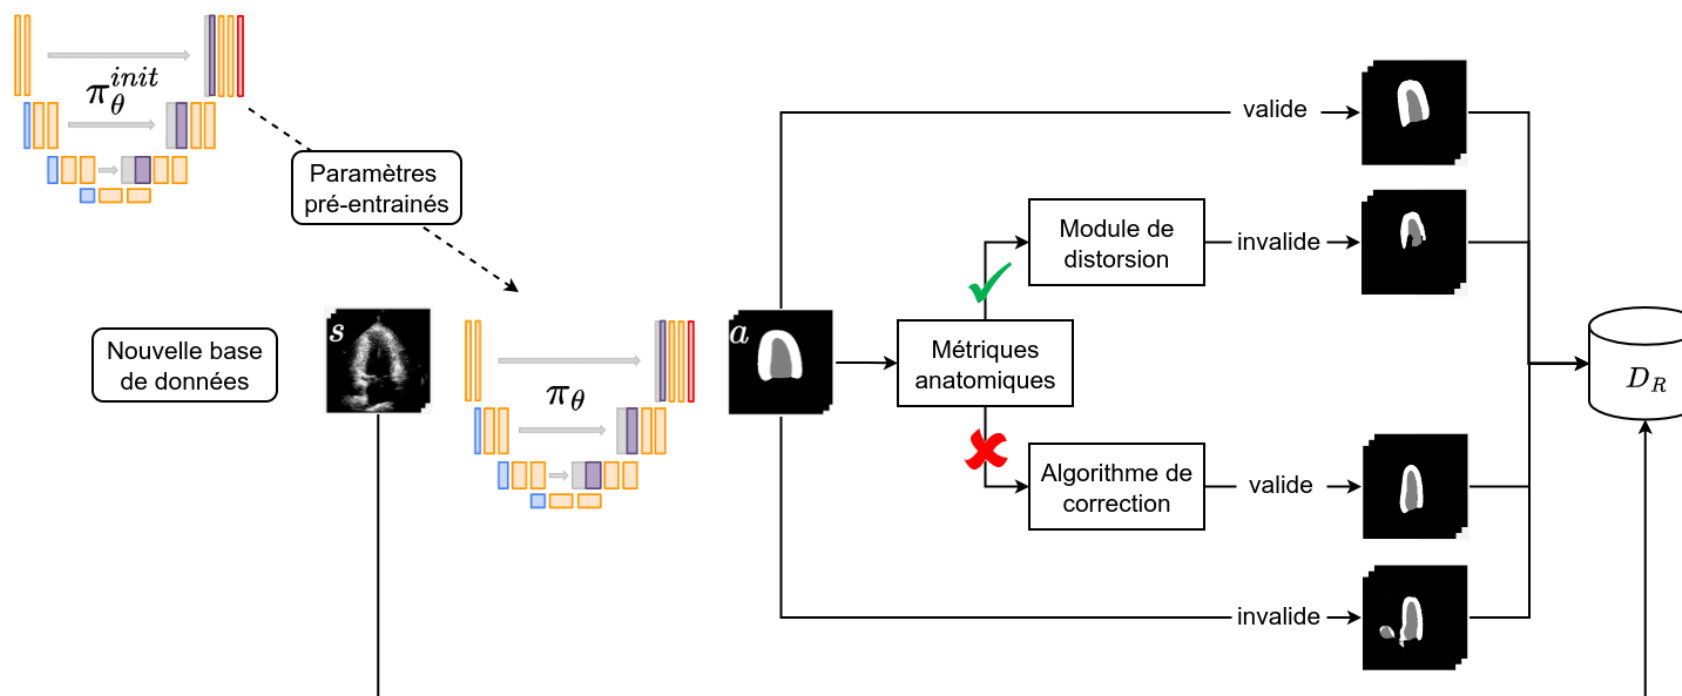 π_θ^{init}
Paramètres
pré-entrainés
Nouvelle base
de données
s
π_θ
a
Métriques
anatomiques
valide
Module de
distorsion
invalide
Algorithme de
correction
valide
invalide
D_R